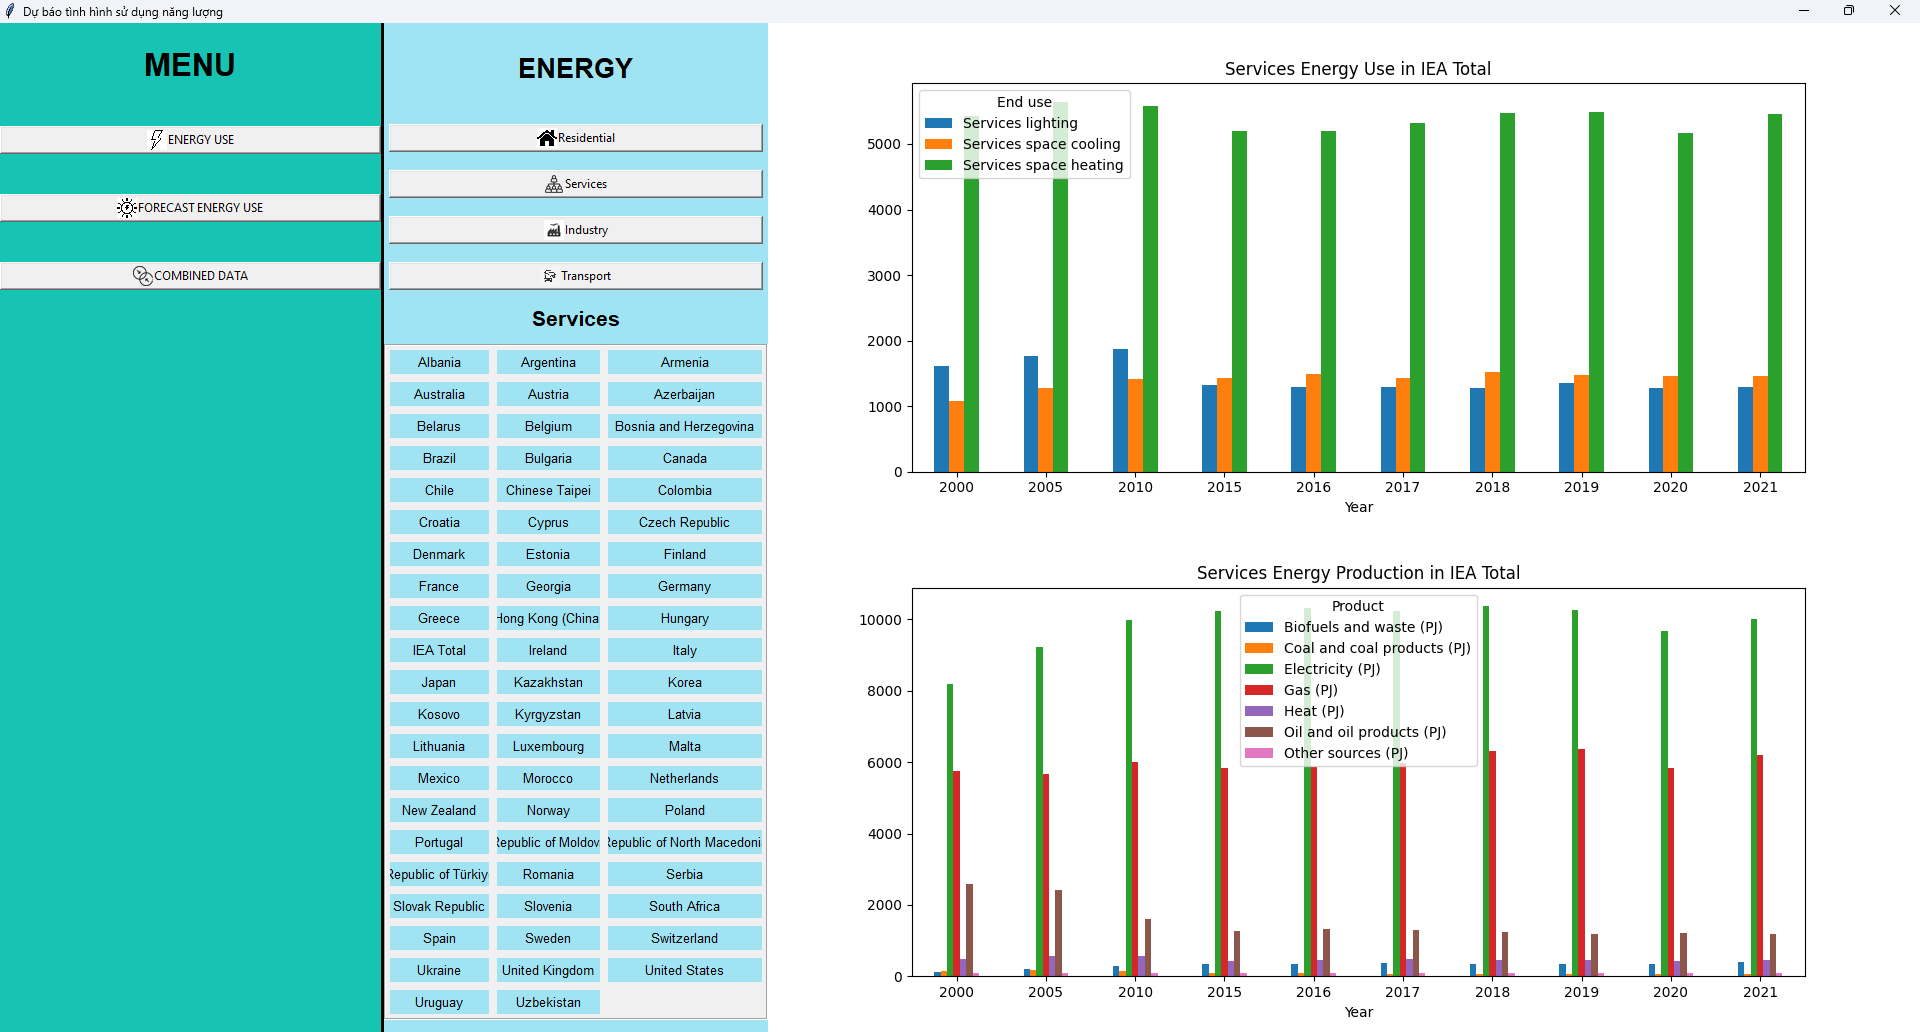 Dự báo tình hình sử dụng năng lượng
MENU
ENERGY USE
FORECAST ENERGY USE
COMBINED DATA
ENERGY
Residential
Services
Industry
Transport
Services
Albania Argentina Armenia
Australia Austria Azerbaijan
Belarus Belgium Bosnia and Herzegovina
Brazil Bulgaria Canada
Chile Chinese Taipei Colombia
Croatia Cyprus Czech Republic
Denmark Estonia Finland
France Georgia Germany
Greece Hong Kong (China Hungary
IEA Total Ireland Italy
Japan Kazakhstan Korea
Kosovo Kyrgyzstan Latvia
Lithuania Luxembourg Malta
Mexico Morocco Netherlands
New Zealand Norway Poland
Portugal Republic of Moldov Republic of North Macedoni
Republic of Türkiy Romania Serbia
Slovak Republic Slovenia South Africa
Spain Sweden Switzerland
Ukraine United Kingdom United States
Uruguay Uzbekistan
Services Energy Use in IEA Total
End use
Services lighting
Services space cooling
Services space heating
5000
4000
3000
2000
1000
0
2000 2005 2010 2015 2016 2017 2018 2019 2020 2021
Year
Services Energy Production in IEA Total
Product
Biofuels and waste (PJ)
Coal and coal products (PJ)
Electricity (PJ)
Gas (PJ)
Heat (PJ)
Oil and oil products (PJ)
Other sources (PJ)
10000
8000
6000
4000
2000
0
2000 2005 2010 2015 2016 2017 2018 2019 2020 2021
Year